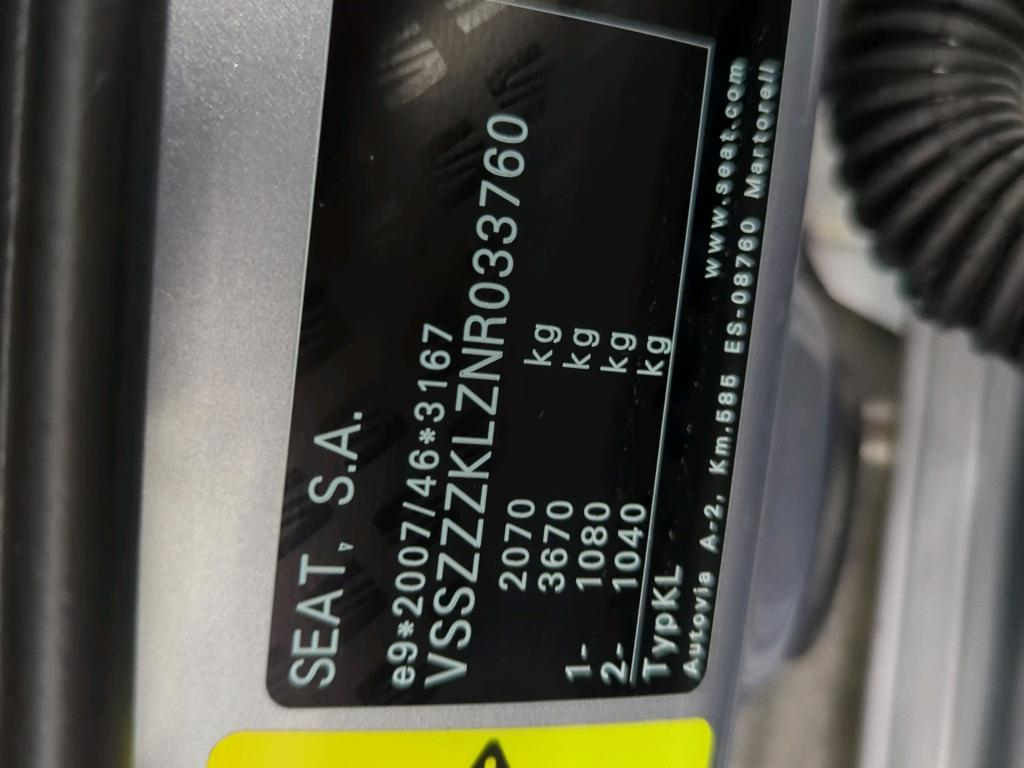 SEAT, S.A.
e9*2007/46*3167
VSSZZZKLZNR033760
2070 kg
3670 kg
1- 1080 kg
2- 1040 kg
TypKL
www.seat.com
Autovia A-2, Km.585 ES-08760 Martorell